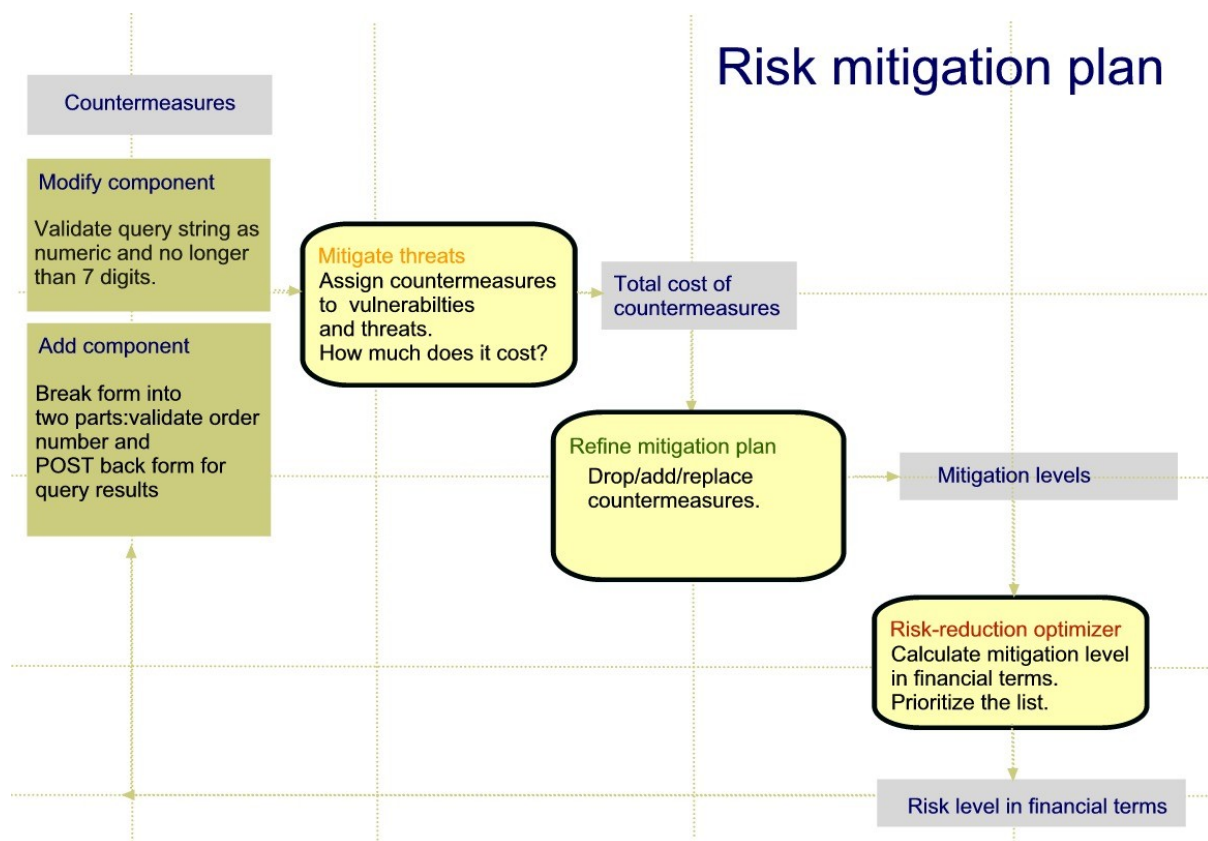 Risk mitigation plan
Countermeasures
Modify component
Validate query string as
numeric and no longer
than 7 digits.
Add component
Break form into
two parts:validate order
number and
POST back form for
query results
Mitigate threats
Assign countermeasures
to vulnerabilties
and threats.
How much does it cost?
Total cost of
countermeasures
Refine mitigation plan
Drop/add/replace
countermeasures.
Mitigation levels
Risk-reduction optimizer
Calculate mitigation level
in financial terms.
Prioritize the list.
Risk level in financial terms